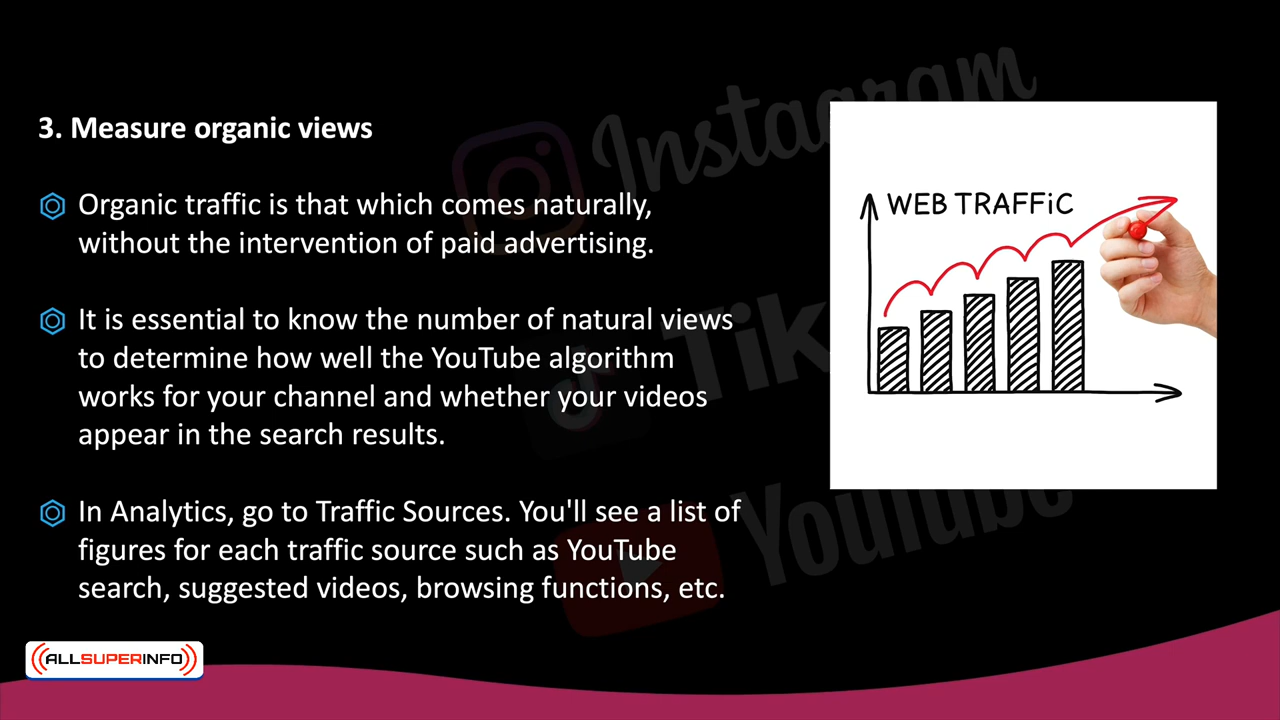 3. Measure organic views
Organic traffic is that which comes naturally,
without the intervention of paid advertising.
It is essential to know the number of natural views
to determine how well the YouTube algorithm
works for your channel and whether your videos
appear in the search results.
In Analytics, go to Traffic Sources. You'll see a list of
figures for each traffic source such as YouTube
search, suggested videos, browsing functions, etc.
WEB TRAFFiC
Instagram
Tik
Youtube
ALLSUPERINFO